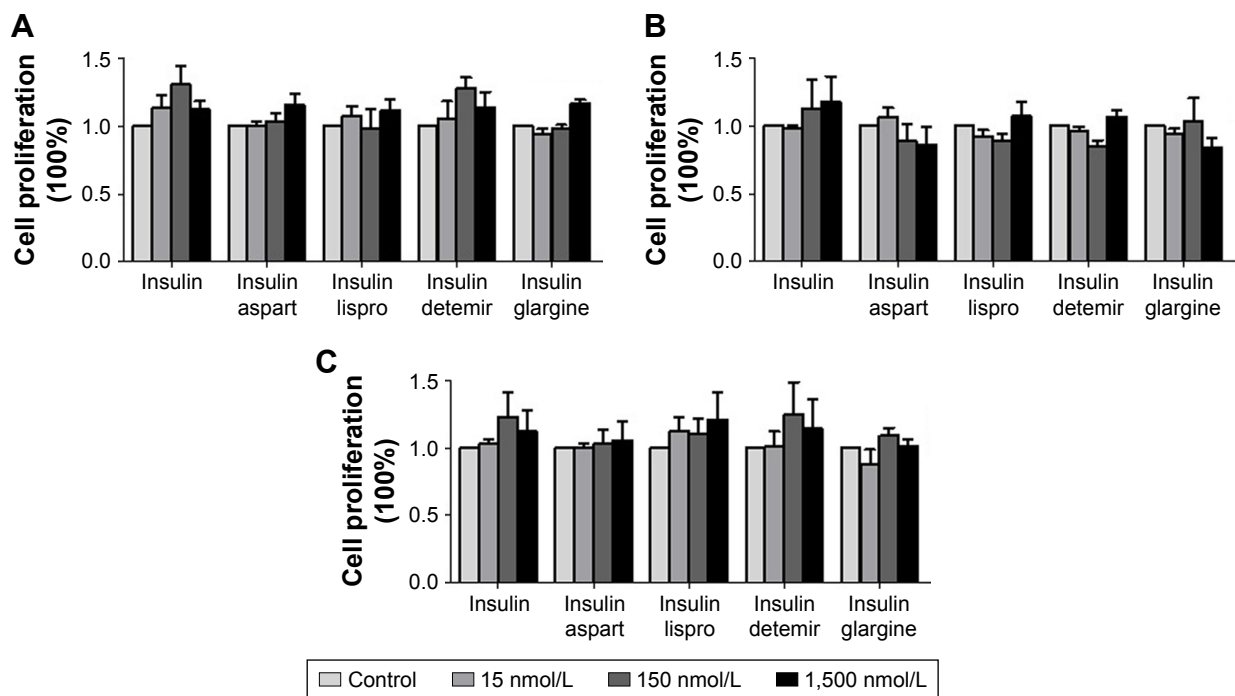 A
Cell proliferation
(100%)
1.5
1.0
0.5
0.0
Insulin
Insulin
aspart
Insulin
lispro
Insulin
detemir
Insulin
glargine
B
Cell proliferation
(100%)
1.5
1.0
0.5
0.0
Insulin
Insulin
aspart
Insulin
lispro
Insulin
detemir
Insulin
glargine
C
Cell proliferation
(100%)
1.5
1.0
0.5
0.0
Insulin
Insulin
aspart
Insulin
lispro
Insulin
detemir
Insulin
glargine
Control 15 nmol/L 150 nmol/L 1,500 nmol/L